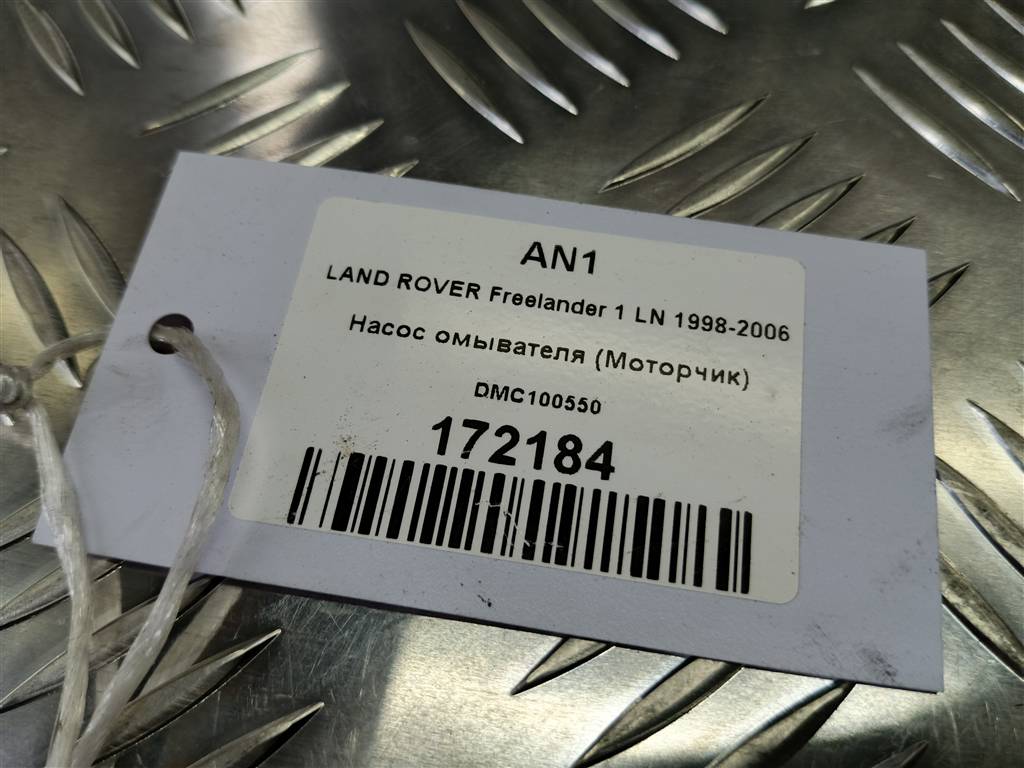 AN1
LAND ROVER Freelander 1 LN 1998-2006
Насос омывателя (Моторчик)
DMC100550
172184